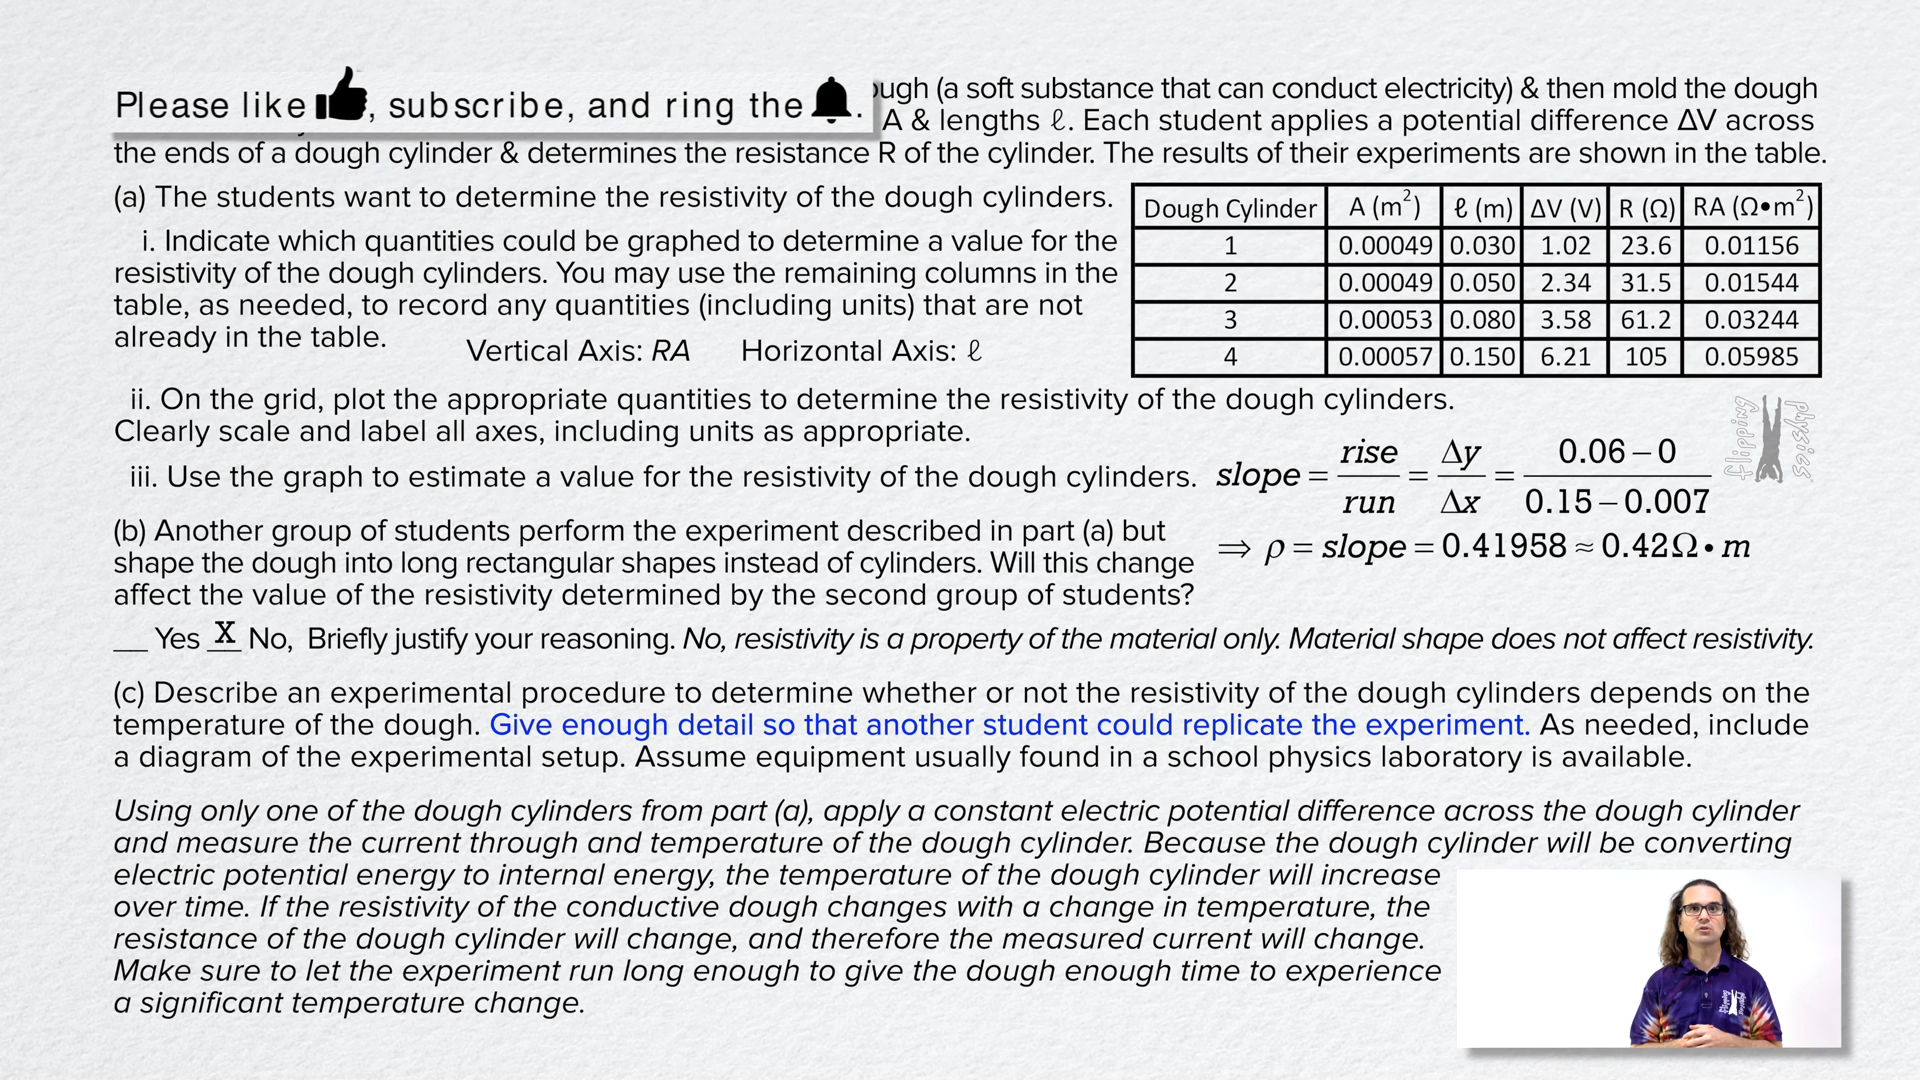 Please like , subscribe, and ring the .
ugh (a soft substance that can conduct electricity) & then mold the dough
A & lengths ℓ. Each student applies a potential difference ΔV across
the ends of a dough cylinder & determines the resistance R of the cylinder. The results of their experiments are shown in the table.
(a) The students want to determine the resistivity of the dough cylinders.
i. Indicate which quantities could be graphed to determine a value for the
resistivity of the dough cylinders. You may use the remaining columns in the
table, as needed, to record any quantities (including units) that are not
already in the table.
Vertical Axis: RA Horizontal Axis: ℓ
Dough Cylinder A (m²) ℓ (m) ΔV (V) R (Ω) RA (Ω•m²)
1 0.00049 0.030 1.02 23.6 0.01156
2 0.00049 0.050 2.34 31.5 0.01544
3 0.00053 0.080 3.58 61.2 0.03244
4 0.00057 0.150 6.21 105 0.05985
ii. On the grid, plot the appropriate quantities to determine the resistivity of the dough cylinders.
Clearly scale and label all axes, including units as appropriate.
flipping physics
iii. Use the graph to estimate a value for the resistivity of the dough cylinders.
slope = rise/run = Δy/Δx = (0.06 – 0)/(0.15 – 0.007)
⇒ ρ = slope = 0.41958 ≈ 0.42Ω • m
(b) Another group of students perform the experiment described in part (a) but
shape the dough into long rectangular shapes instead of cylinders. Will this change
affect the value of the resistivity determined by the second group of students?
__ Yes X No, Briefly justify your reasoning. No, resistivity is a property of the material only. Material shape does not affect resistivity.
(c) Describe an experimental procedure to determine whether or not the resistivity of the dough cylinders depends on the
temperature of the dough. Give enough detail so that another student could replicate the experiment. As needed, include
a diagram of the experimental setup. Assume equipment usually found in a school physics laboratory is available.
Using only one of the dough cylinders from part (a), apply a constant electric potential difference across the dough cylinder
and measure the current through and temperature of the dough cylinder. Because the dough cylinder will be converting
electric potential energy to internal energy, the temperature of the dough cylinder will increase
over time. If the resistivity of the conductive dough changes with a change in temperature, the
resistance of the dough cylinder will change, and therefore the measured current will change.
Make sure to let the experiment run long enough to give the dough enough time to experience
a significant temperature change.